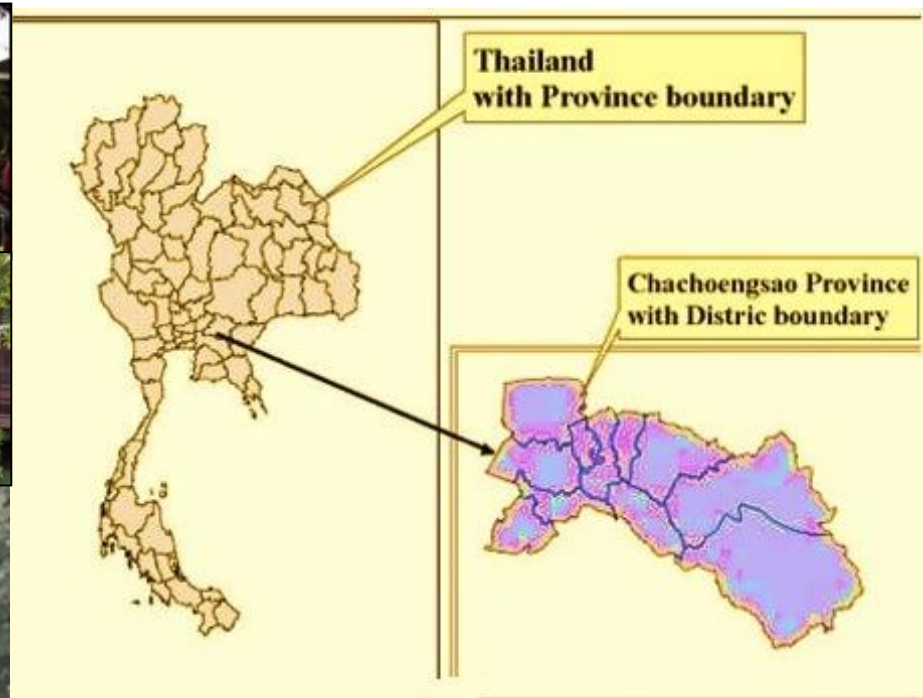 Thailand
with Province boundary
Chachoengsao Province
with Distric boundary